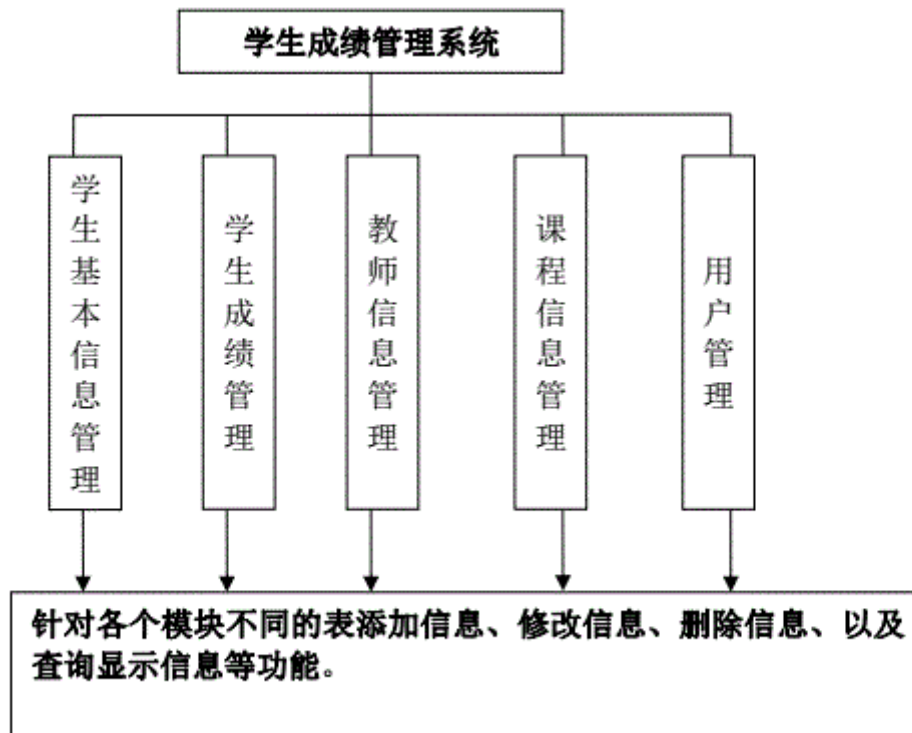 学生成绩管理系统
学生基本信息管理
学生成绩管理
教师信息管理
课程信息管理
用户管理
针对各个模块不同的表添加信息、修改信息、删除信息、以及
查询显示信息等功能。